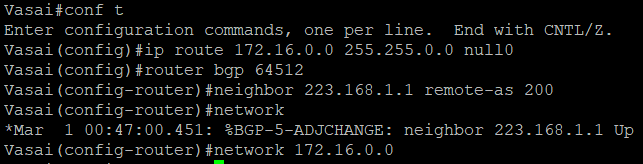 Vasai#conf t
Enter configuration commands, one per line.  End with CNTL/Z.
Vasai(config)#ip route 172.16.0.0 255.255.0.0 null0
Vasai(config)#router bgp 64512
Vasai(config-router)#neighbor 223.168.1.1 remote-as 200
Vasai(config-router)#network
*Mar  1 00:47:00.451: %BGP-5-ADJCHANGE: neighbor 223.168.1.1 Up
Vasai(config-router)#network 172.16.0.0